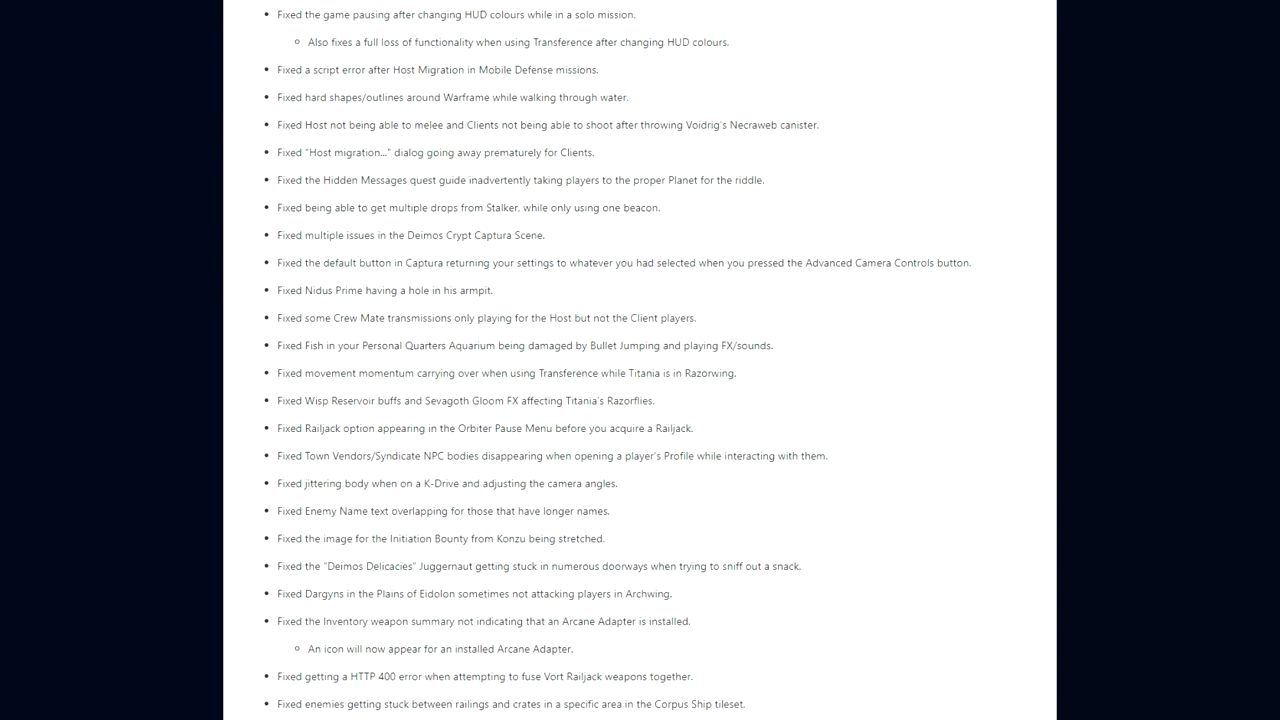 Fixed the game pausing after changing HUD colours while in a solo mission.
Also fixes a full loss of functionality when using Transference after changing HUD colours.
Fixed a script error after Host Migration in Mobile Defense missions.
Fixed hard shapes/outlines around Warframe while walking through water.
Fixed Host not being able to melee and Clients not being able to shoot after throwing Voidrig's Necraweb canister.
Fixed "Host migration..." dialog going away prematurely for Clients.
Fixed the Hidden Messages quest guide inadvertently taking players to the proper Planet for the riddle.
Fixed being able to get multiple drops from Stalker. while only using one beacon.
Fixed multiple issues in the Deimos Crypt Captura Scene.
Fixed the default button in Captura returning your settings to whatever you had selected when you pressed the Advanced Camera Controls button.
Fixed Nidus Prime having a hole in his armpit.
Fixed some Crew Mate transmissions only playing for the Host but not the Client players.
Fixed Fish in your Personal Quarters Aquarium being damaged by Bullet Jumping and playing FX/sounds.
Fixed movement momentum carrying over when using Transference while Titania is in Razorwing.
Fixed Wisp Reservoir buffs and Sevagoth Gloom FX affecting Titania's Razorflies.
Fixed Railjack option appearing in the Orbiter Pause Menu before you acquire a Railjack.
Fixed Town Vendors/Syndicate NPC bodies disappearing when opening a player's Profile while interacting with them.
Fixed jittering body when on a K-Drive and adjusting the camera angles.
Fixed Enemy Name text overlapping for those that have longer names.
Fixed the image for the Initiation Bounty from Konzu being stretched.
Fixed the "Deimos Delicacies" Juggernaut getting stuck in numerous doorways when trying to sniff out a snack.
Fixed Dargyns in the Plains of Eidolon sometimes not attacking players in Archwing.
Fixed the Inventory weapon summary not indicating that an Arcane Adapter is installed.
An icon will now appear for an installed Arcane Adapter.
Fixed getting a HTTP 400 error when attempting to fuse Vort Railjack weapons together.
Fixed enemies getting stuck between railings and crates in a specific area in the Corpus Ship tileset.